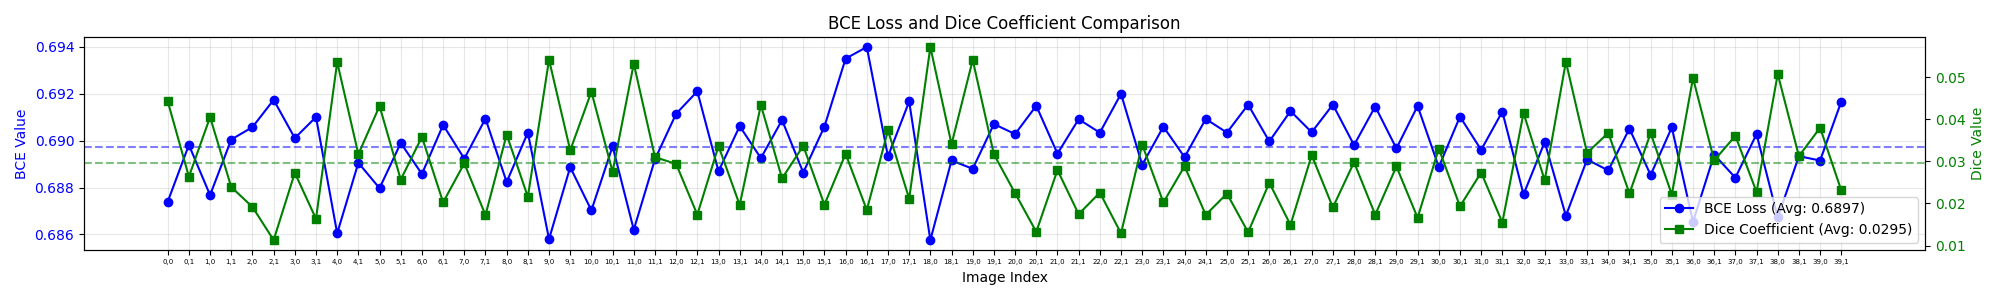 BCE Loss and Dice Coefficient Comparison
0.694
0.692
0.690
0.688
0.686
BCE Value
0.05
0.04
0.03
0.02
0.01
Dice Value
BCE Loss (Avg: 0.6897)
Dice Coefficient (Avg: 0.0295)
0,0 0,1 1,0 1,1 2,0 2,1 3,0 3,1 4,0 4,1 5,0 5,1 6,0 6,1 7,0 7,1 8,0 8,1 9,0 9,1 10,0 10,1 11,0 11,1 12,0 12,1 13,0 13,1 14,0 14,1 15,0 15,1 16,0 16,1 17,0 17,1 18,0 18,1 19,0 19,1 20,0 20,1 21,0 21,1 22,0 22,1 23,0 23,1 24,0 24,1 25,0 25,1 26,0 26,1 27,0 27,1 28,0 28,1 29,0 29,1 30,0 30,1 31,0 31,1 32,0 32,1 33,0 33,1 34,0 34,1 35,0 35,1 36,0 36,1 37,0 37,1 38,0 38,1 39,0 39,1
Image Index